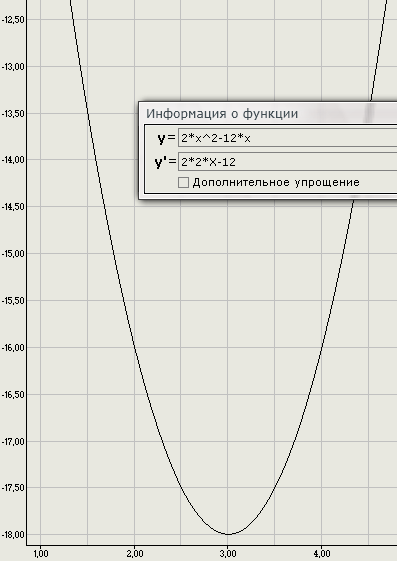 -12,50
-13,00
-13,50
Информация о функции
y= 2*x^2-12*x
-14,00
y'= 2*2*X-12
Дополнительное упрощение
-14,50
-15,00
-15,50
-16,00
-16,50
-17,00
-17,50
-18,00
1,00 2,00 3,00 4,00